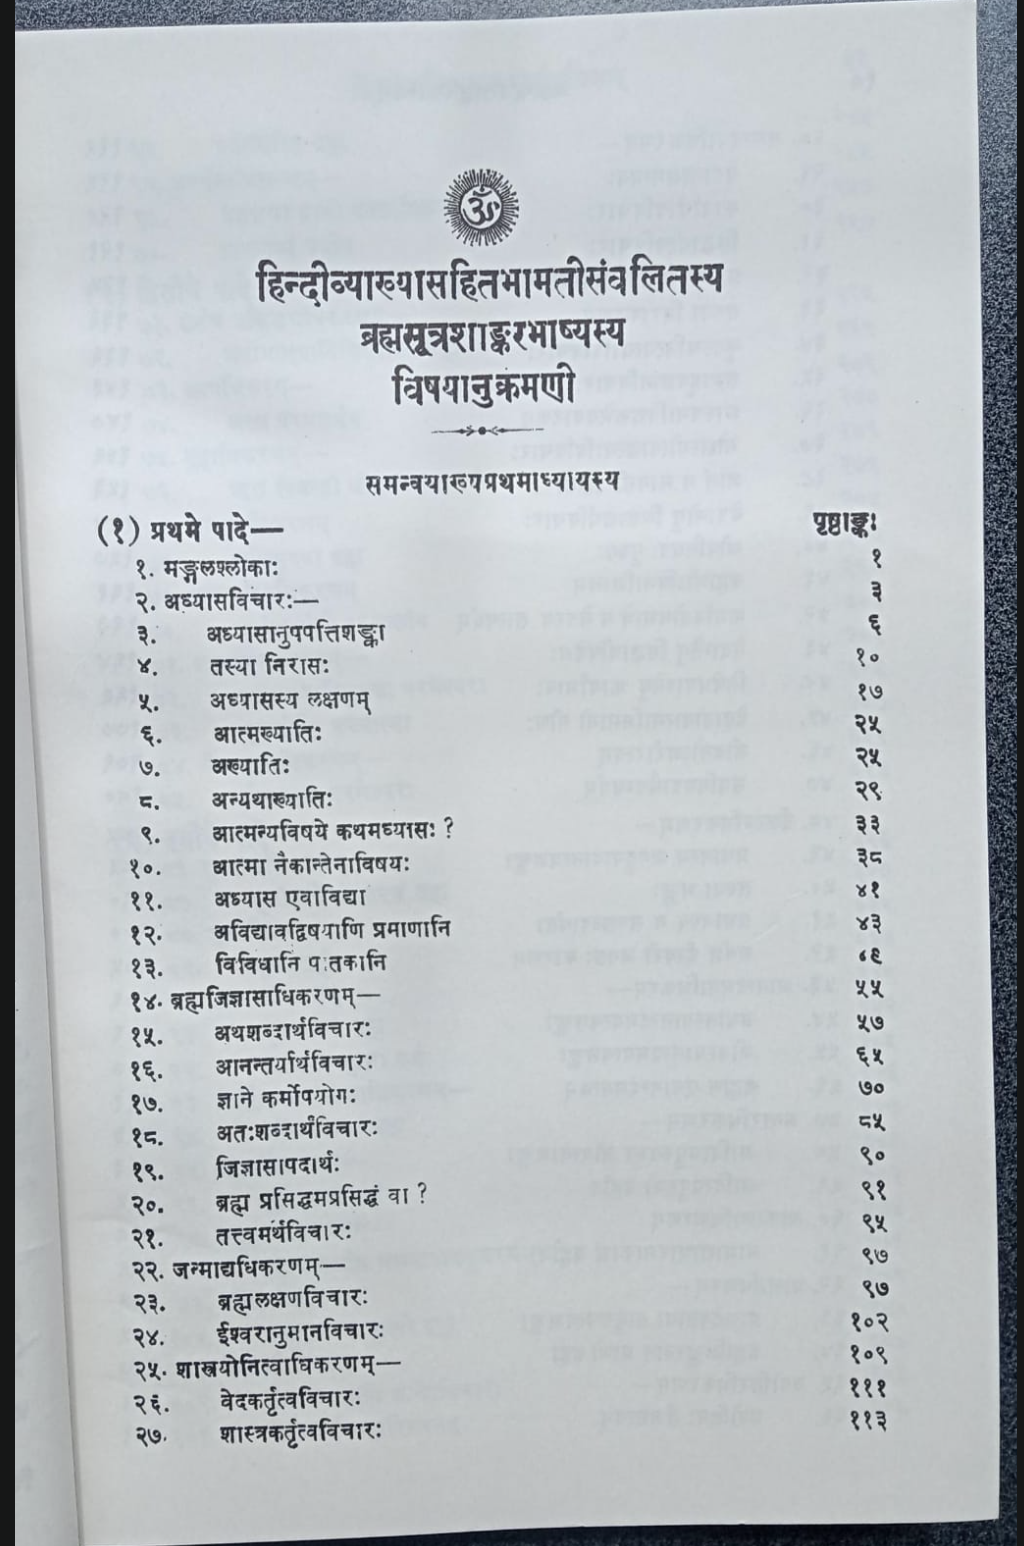 ॐ
हिन्दीव्याख्यासहितभामतीसंवलितस्य
ब्रह्मसूत्रशाङ्करभाष्यस्य
विषयानुक्रमणी
समन्वयारूपप्रथमाध्यायस्य
(१) प्रथमे पादे— पृष्ठाङ्कः
१. मङ्गलश्लोकाः १
२. अध्यासविचारः— ३
३. अध्यासानुपपत्तिशङ्का ६
४. तस्या निरासः १०
५. अध्यासस्य लक्षणम् १७
६. आत्मख्यातिः २५
७. अख्यातिः २५
८. अन्यथाख्यातिः २९
९. आत्मन्यविषये कथमध्यासः ? ३३
१०. आत्मा नैकान्तेनाविषयः ३८
११. अध्यास एवाविद्या ४१
१२. अविद्यावद्विषयाणि प्रमाणानि ४३
१३. विविधानि
१४. ब्रह्मजिज्ञासाधिकरणम्— ५५
१५. अथशब्दार्थविचारः ५७
१६. आनन्तर्यार्थविचारः ६५
१७. ज्ञाने कर्मोपयोगः ७०
१८. अतःशब्दार्थविचारः ८५
१९. जिज्ञासापदार्थः ९०
२०. ब्रह्म प्रसिद्धमप्रसिद्धं वा ? ९१
२१. तत्त्वमर्थविचारः ९५
२२. जन्माद्यधिकरणम्— ९७
२३. ब्रह्मलक्षणविचारः ९७
२४. ईश्वरानुमानविचारः १०२
२५. शास्त्रयोनित्वाधिकरणम्— १०९
२६. वेदकर्तृत्वविचारः १११
२७. शास्त्रकर्तृत्वविचारः ११३